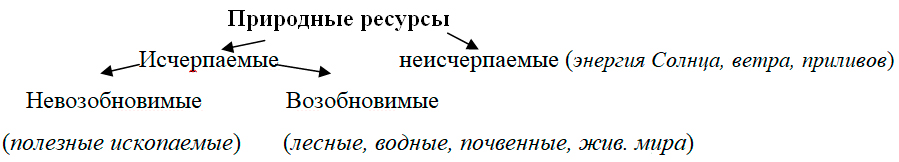 Природные ресурсы
Исчерпаемые неисчерпаемые (энергия Солнца, ветра, приливов)
Невозобновимые Возобновимые
(полезные ископаемые) (лесные, водные, почвенные, жив. мира)